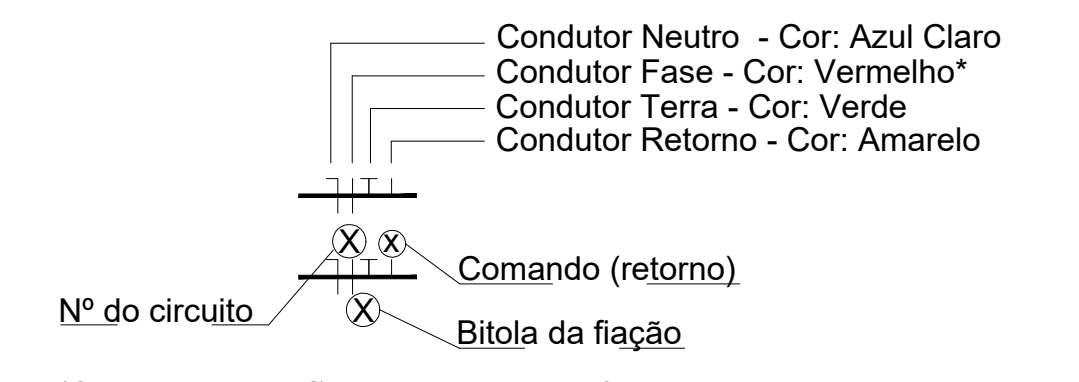 Condutor Neutro - Cor: Azul Claro
Condutor Fase - Cor: Vermelho*
Condutor Terra - Cor: Verde
Condutor Retorno - Cor: Amarelo
X X
Comando (retorno)
Nº do circuito
X
Bitola da fiação